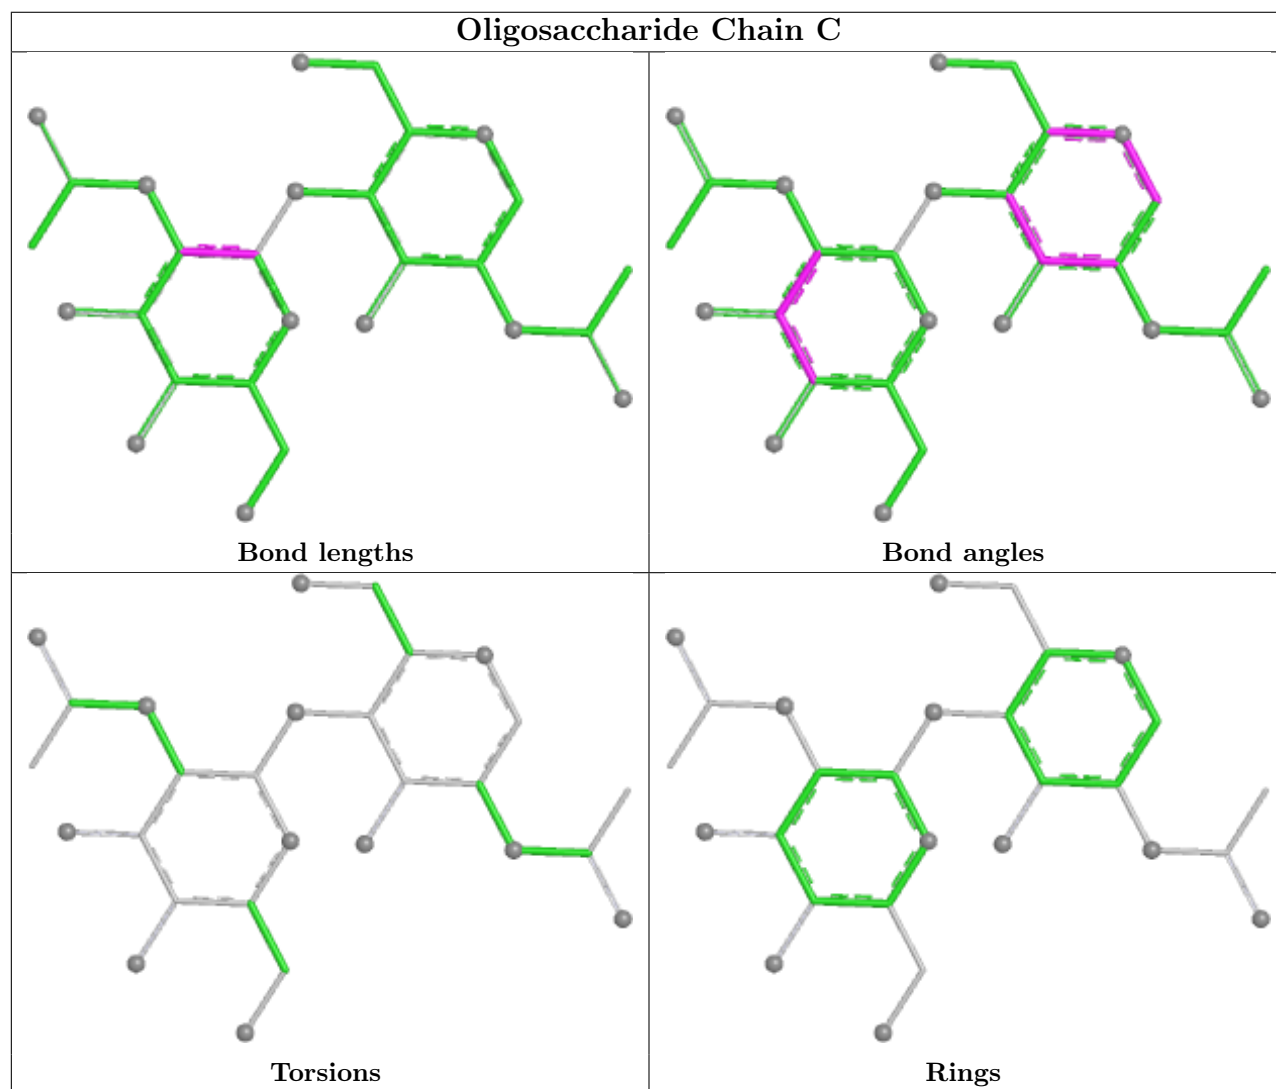 Oligosaccharide Chain C
Bond lengths
Bond angles
Torsions
Rings